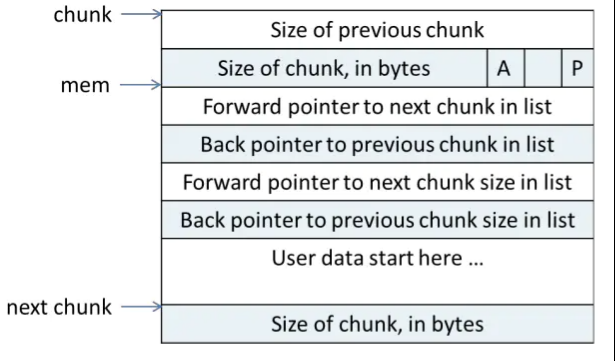 chunk
Size of previous chunk
Size of chunk, in bytes A P
mem
Forward pointer to next chunk in list
Back pointer to previous chunk in list
Forward pointer to next chunk size in list
Back pointer to previous chunk size in list
User data start here ...
next chunk
Size of chunk, in bytes